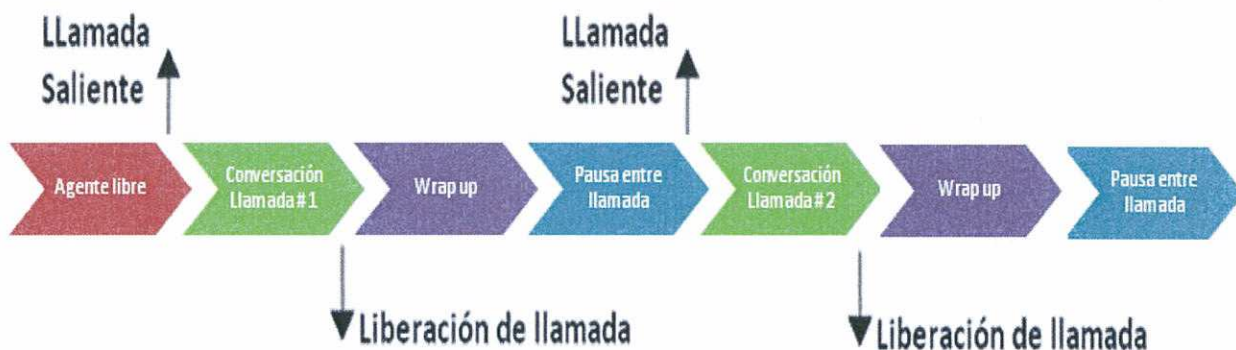 LLamada
Saliente
LLamada
Saliente
Agente libre
Conversación
Llamada #1
Wrap up
Pausa entre
llamada
Conversación
Llamada #2
Wrap up
Pausa entre
llamada
Liberación de llamada
Liberación de llamada